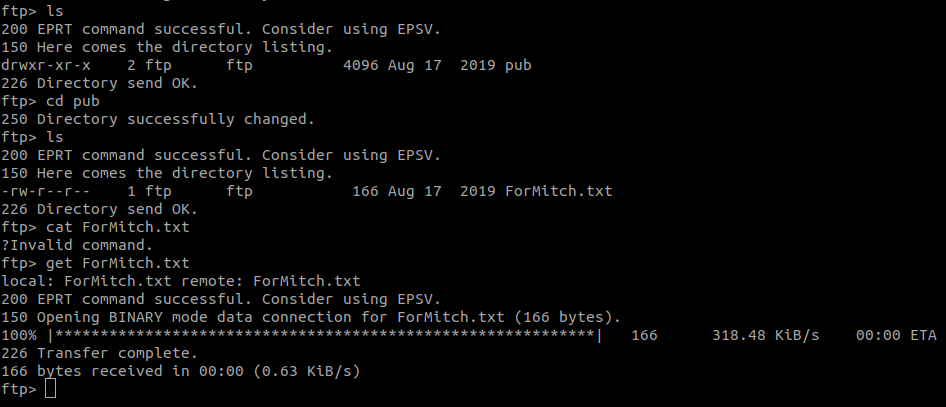 ftp> ls
200 EPRT command successful. Consider using EPSV.
150 Here comes the directory listing.
drwxr-xr-x    2 ftp      ftp          4096 Aug 17  2019 pub
226 Directory send OK.
ftp> cd pub
250 Directory successfully changed.
ftp> ls
200 EPRT command successful. Consider using EPSV.
150 Here comes the directory listing.
-rw-r--r--    1 ftp      ftp           166 Aug 17  2019 ForMitch.txt
226 Directory send OK.
ftp> cat ForMitch.txt
?Invalid command.
ftp> get ForMitch.txt
local: ForMitch.txt remote: ForMitch.txt
200 EPRT command successful. Consider using EPSV.
150 Opening BINARY mode data connection for ForMitch.txt (166 bytes).
100% |************************************************************|   166      318.48 KiB/s    00:00 ETA
226 Transfer complete.
166 bytes received in 00:00 (0.63 KiB/s)
ftp>